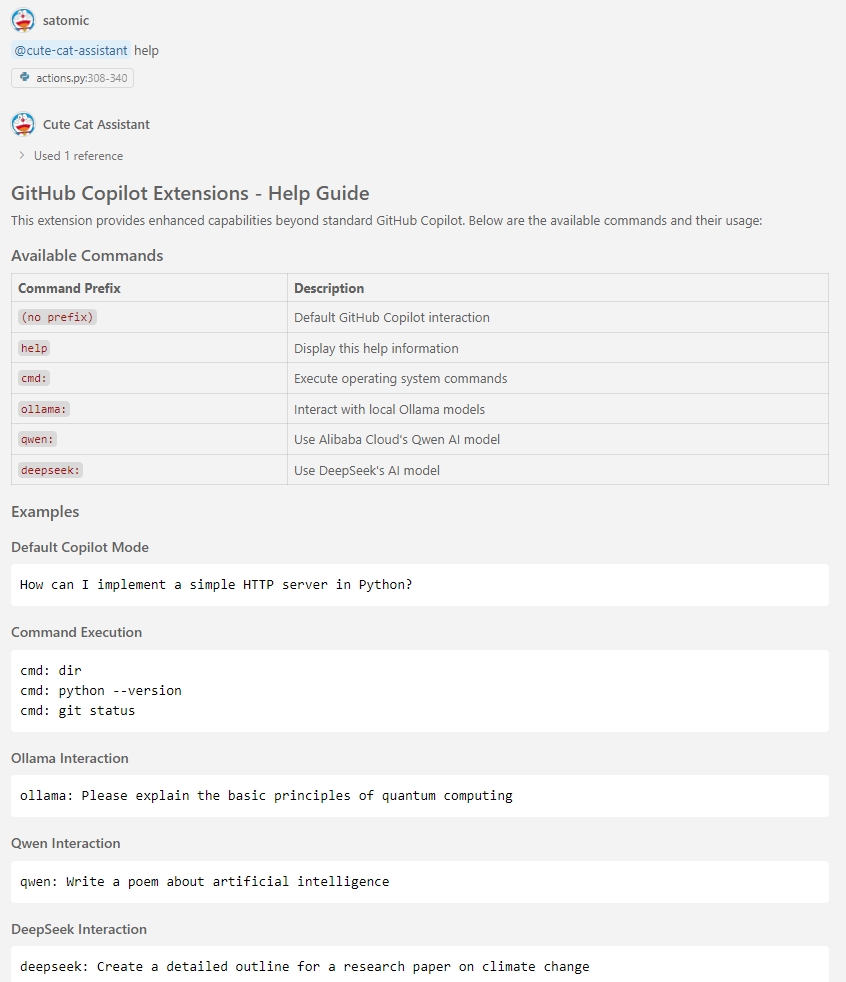 satomic
@cute-cat-assistant help
actions.py:308-340
Cute Cat Assistant
Used 1 reference
GitHub Copilot Extensions - Help Guide
This extension provides enhanced capabilities beyond standard GitHub Copilot. Below are the available commands and their usage:
Available Commands
Command Prefix Description
(no prefix) Default GitHub Copilot interaction
help Display this help information
cmd: Execute operating system commands
ollama: Interact with local Ollama models
qwen: Use Alibaba Cloud's Qwen AI model
deepseek: Use DeepSeek's AI model
Examples
Default Copilot Mode
How can I implement a simple HTTP server in Python?
Command Execution
cmd: dir
cmd: python --version
cmd: git status
Ollama Interaction
ollama: Please explain the basic principles of quantum computing
Qwen Interaction
qwen: Write a poem about artificial intelligence
DeepSeek Interaction
deepseek: Create a detailed outline for a research paper on climate change